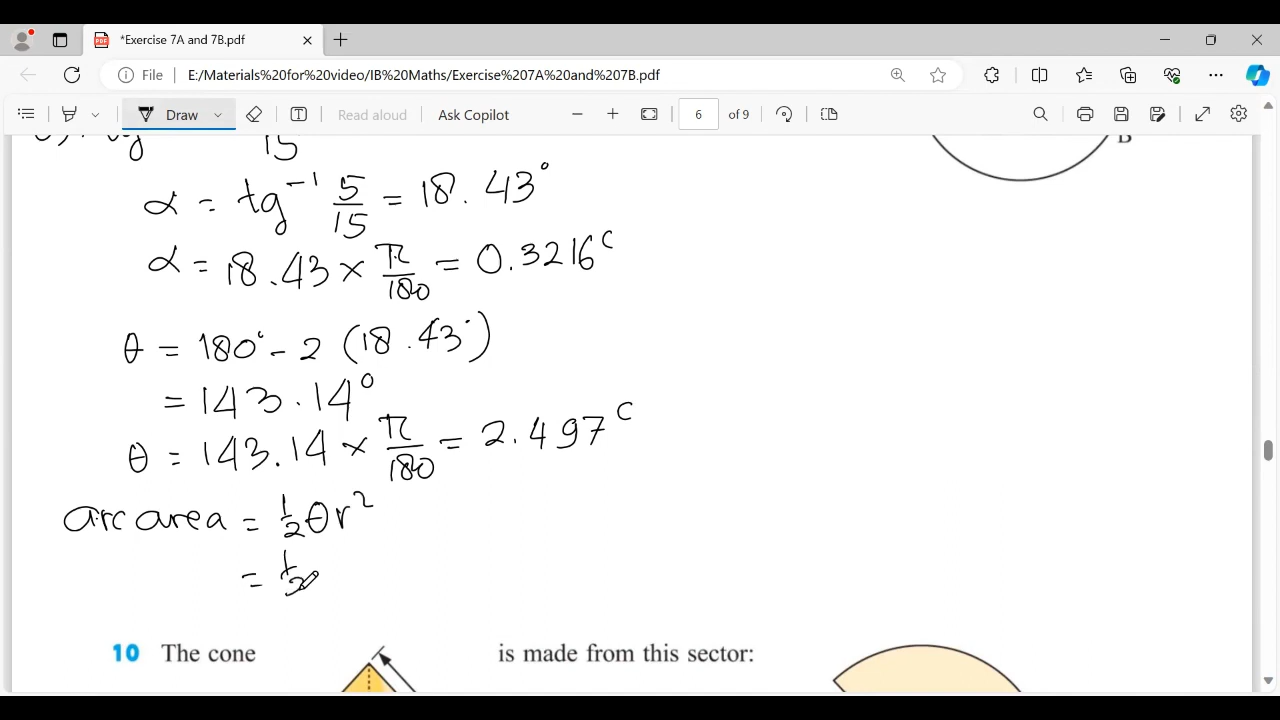 *Exercise 7A and 7B.pdf
File E:/Materials%20for%20video/IB%20Maths/Exercise%207A%20and%207B.pdf
Draw Read aloud Ask Copilot 6 of 9
15
B
α = tg⁻¹ 5/15 = 18.43°
α = 18.43 × π/180 = 0.3216ᶜ
θ = 180° - 2 (18.43°)
= 143.14°
θ = 143.14 × π/180 = 2.497ᶜ
arc area = 1/2 θr²
= 1/2
10 The cone is made from this sector: